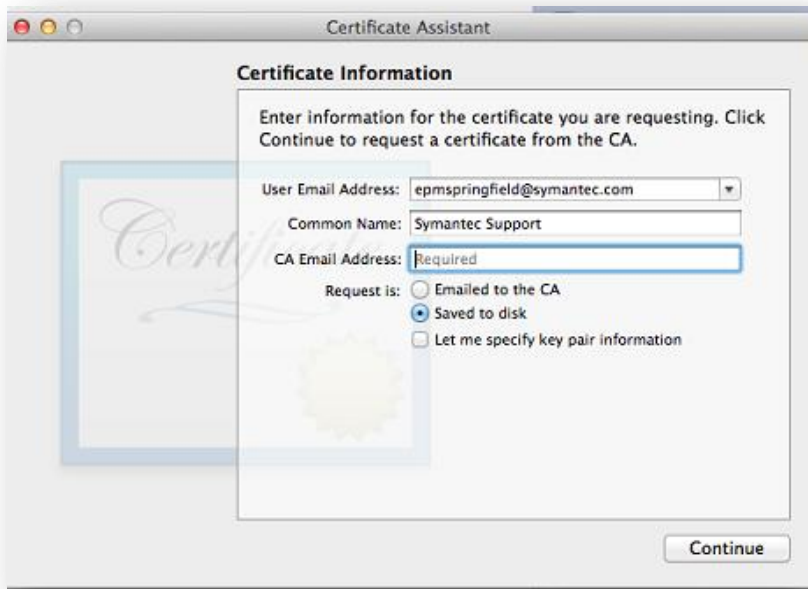 Certificate Assistant
Certificate Information
Enter information for the certificate you are requesting. Click
Continue to request a certificate from the CA.
User Email Address: epmspringfield@symantec.com
Common Name: Symantec Support
CA Email Address: Required
Request is: Emailed to the CA
Saved to disk
Let me specify key pair information
Certificate
Continue